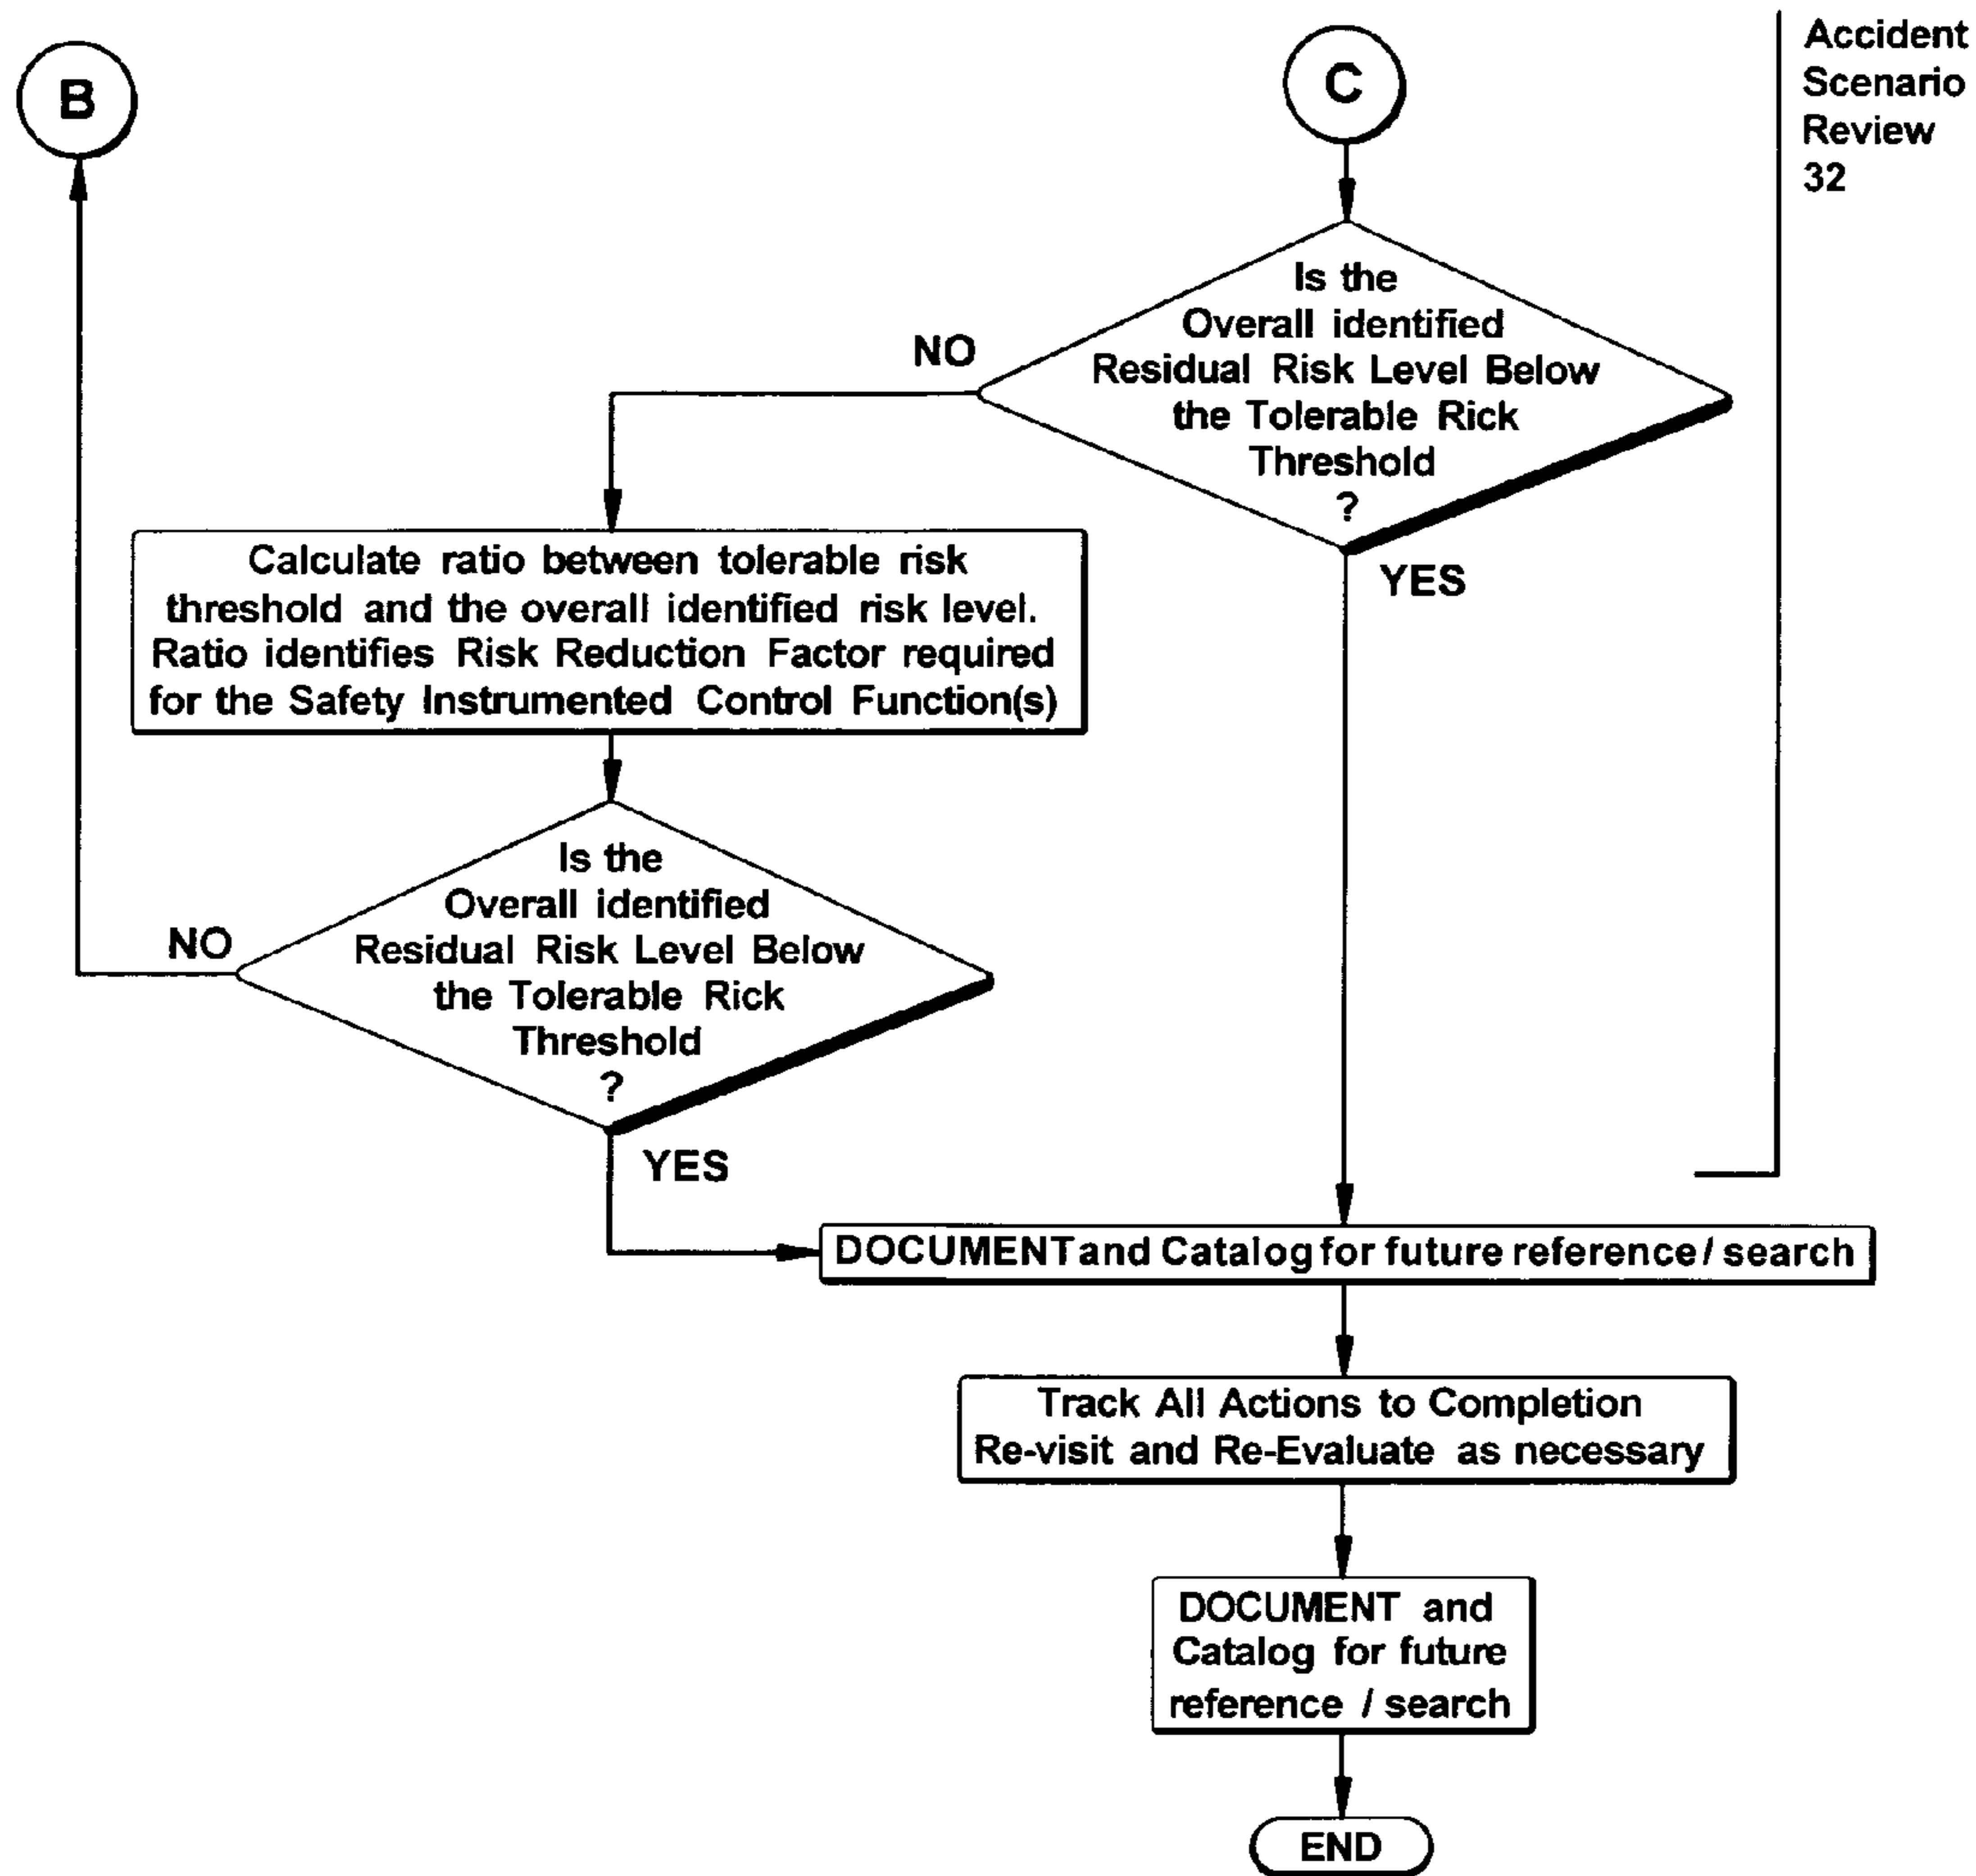 B
C
Accident
Scenario
Review
32
Is the
Overall identified
Residual Risk Level Below
the Tolerable Rick
Threshold
?
NO
YES
Calculate ratio between tolerable risk
threshold and the overall identified risk level.
Ratio identifies Risk Reduction Factor required
for the Safety Instrumented Control Function(s)
Is the
Overall identified
Residual Risk Level Below
the Tolerable Rick
Threshold
?
NO
YES
DOCUMENT and Catalog for future reference / search
Track All Actions to Completion
Re-visit and Re-Evaluate as necessary
DOCUMENT and
Catalog for future
reference / search
END